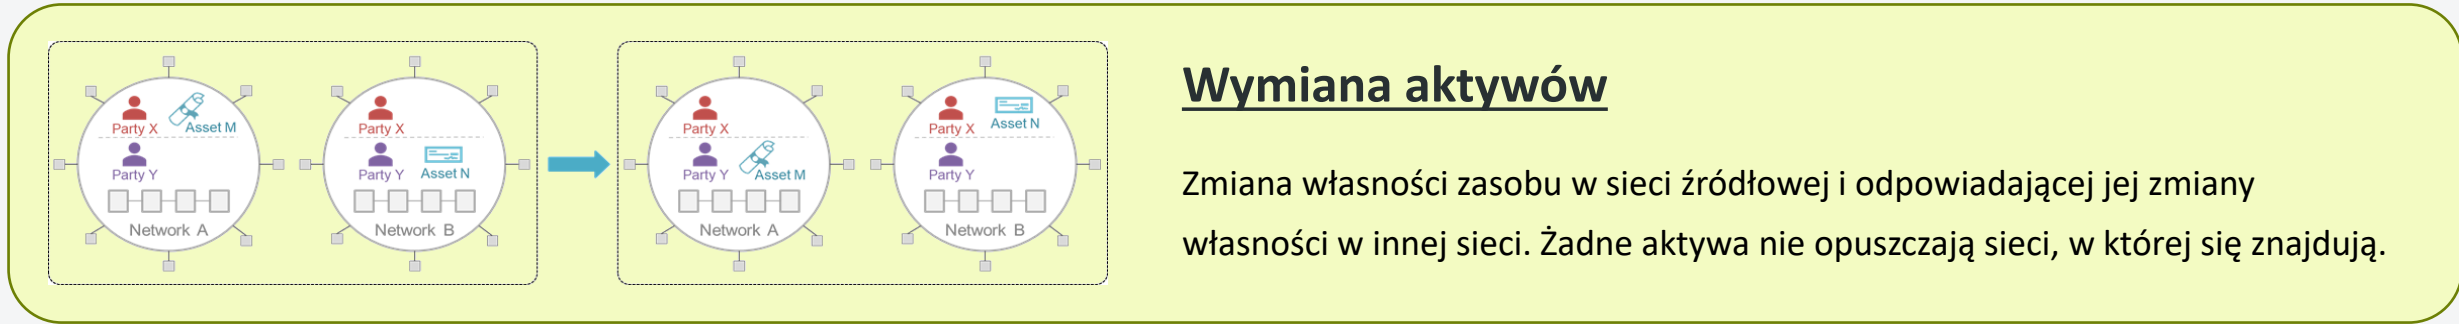 Party X
Asset M
Party Y
Network A
Party X
Party Y
Asset N
Network B
Party X
Party Y
Asset M
Network A
Party X
Asset N
Party Y
Network B
Wymiana aktywów
Zmiana własności zasobu w sieci źródłowej i odpowiadającej jej zmiany
własności w innej sieci. Żadne aktywa nie opuszczają sieci, w której się znajdują.